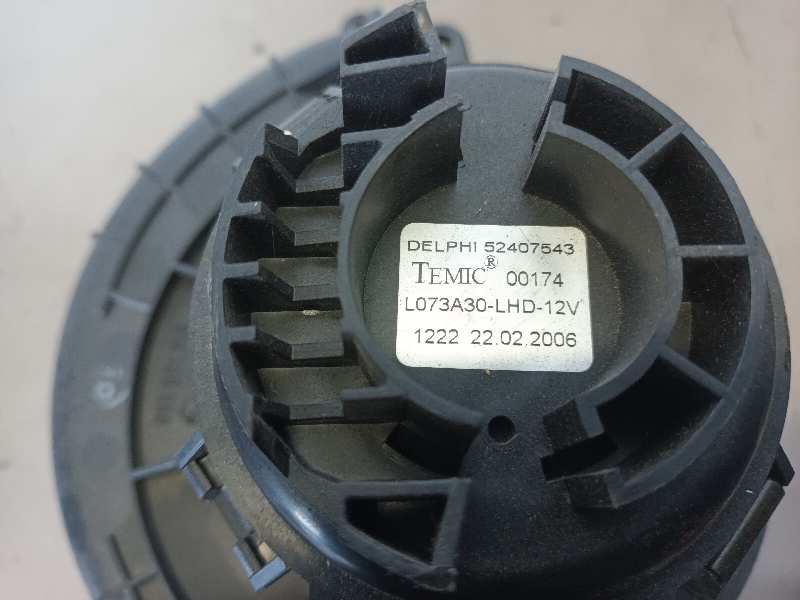 DELPHI 52407543
TEMIC® 00174
L073A30-LHD-12V
1222 22.02.2006